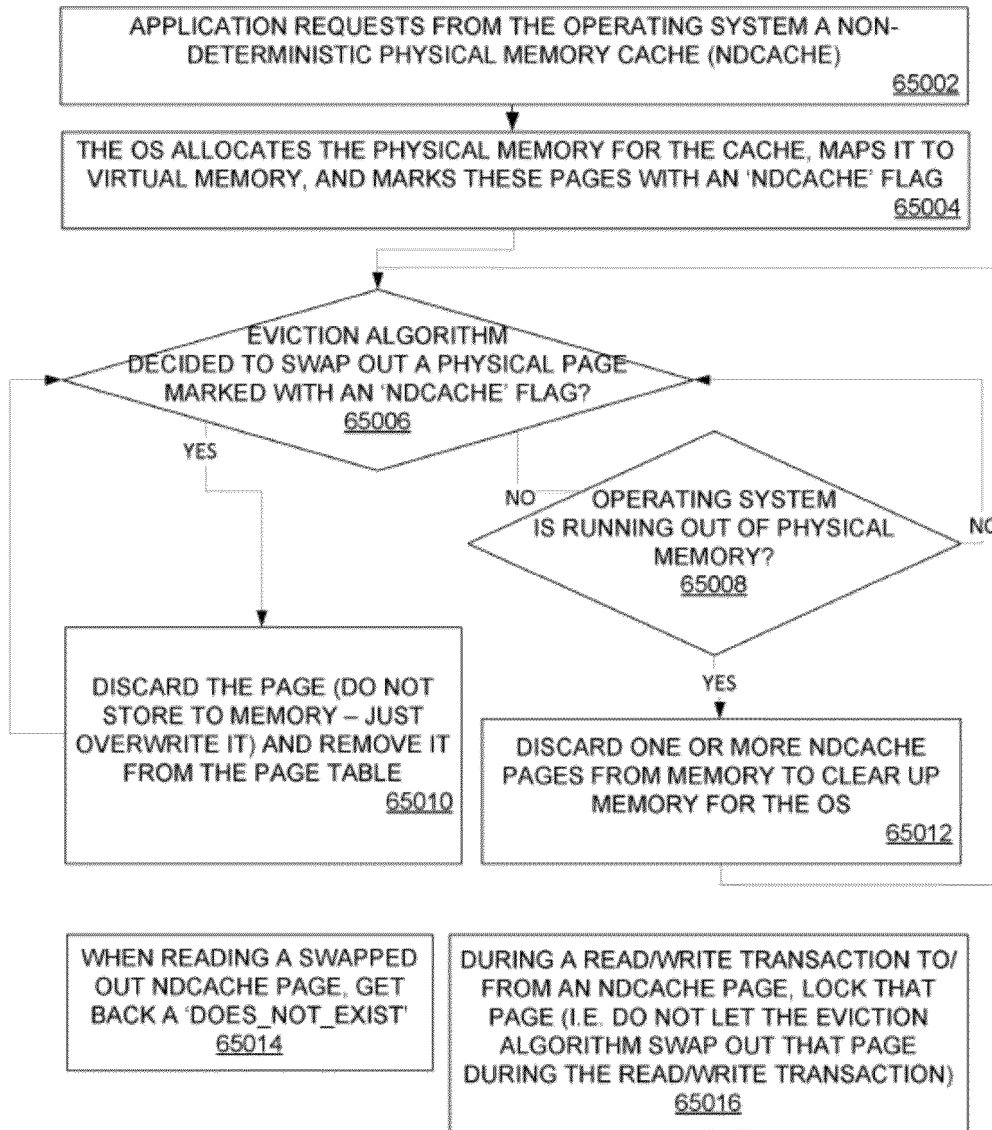 APPLICATION REQUESTS FROM THE OPERATING SYSTEM A NON-
DETERMINISTIC PHYSICAL MEMORY CACHE (NDCACHE)
65002
THE OS ALLOCATES THE PHYSICAL MEMORY FOR THE CACHE, MAPS IT TO
VIRTUAL MEMORY, AND MARKS THESE PAGES WITH AN 'NDCACHE' FLAG
65004
EVICTION ALGORITHM
DECIDED TO SWAP OUT A PHYSICAL PAGE
MARKED WITH AN 'NDCACHE' FLAG?
65006
YES
NO
OPERATING SYSTEM
IS RUNNING OUT OF PHYSICAL
MEMORY?
65008
NO
YES
DISCARD THE PAGE (DO NOT
STORE TO MEMORY – JUST
OVERWRITE IT) AND REMOVE IT
FROM THE PAGE TABLE
65010
DISCARD ONE OR MORE NDCACHE
PAGES FROM MEMORY TO CLEAR UP
MEMORY FOR THE OS
65012
WHEN READING A SWAPPED
OUT NDCACHE PAGE, GET
BACK A 'DOES_NOT_EXIST'
65014
DURING A READ/WRITE TRANSACTION TO/
FROM AN NDCACHE PAGE, LOCK THAT
PAGE (I.E. DO NOT LET THE EVICTION
ALGORITHM SWAP OUT THAT PAGE
DURING THE READ/WRITE TRANSACTION)
65016